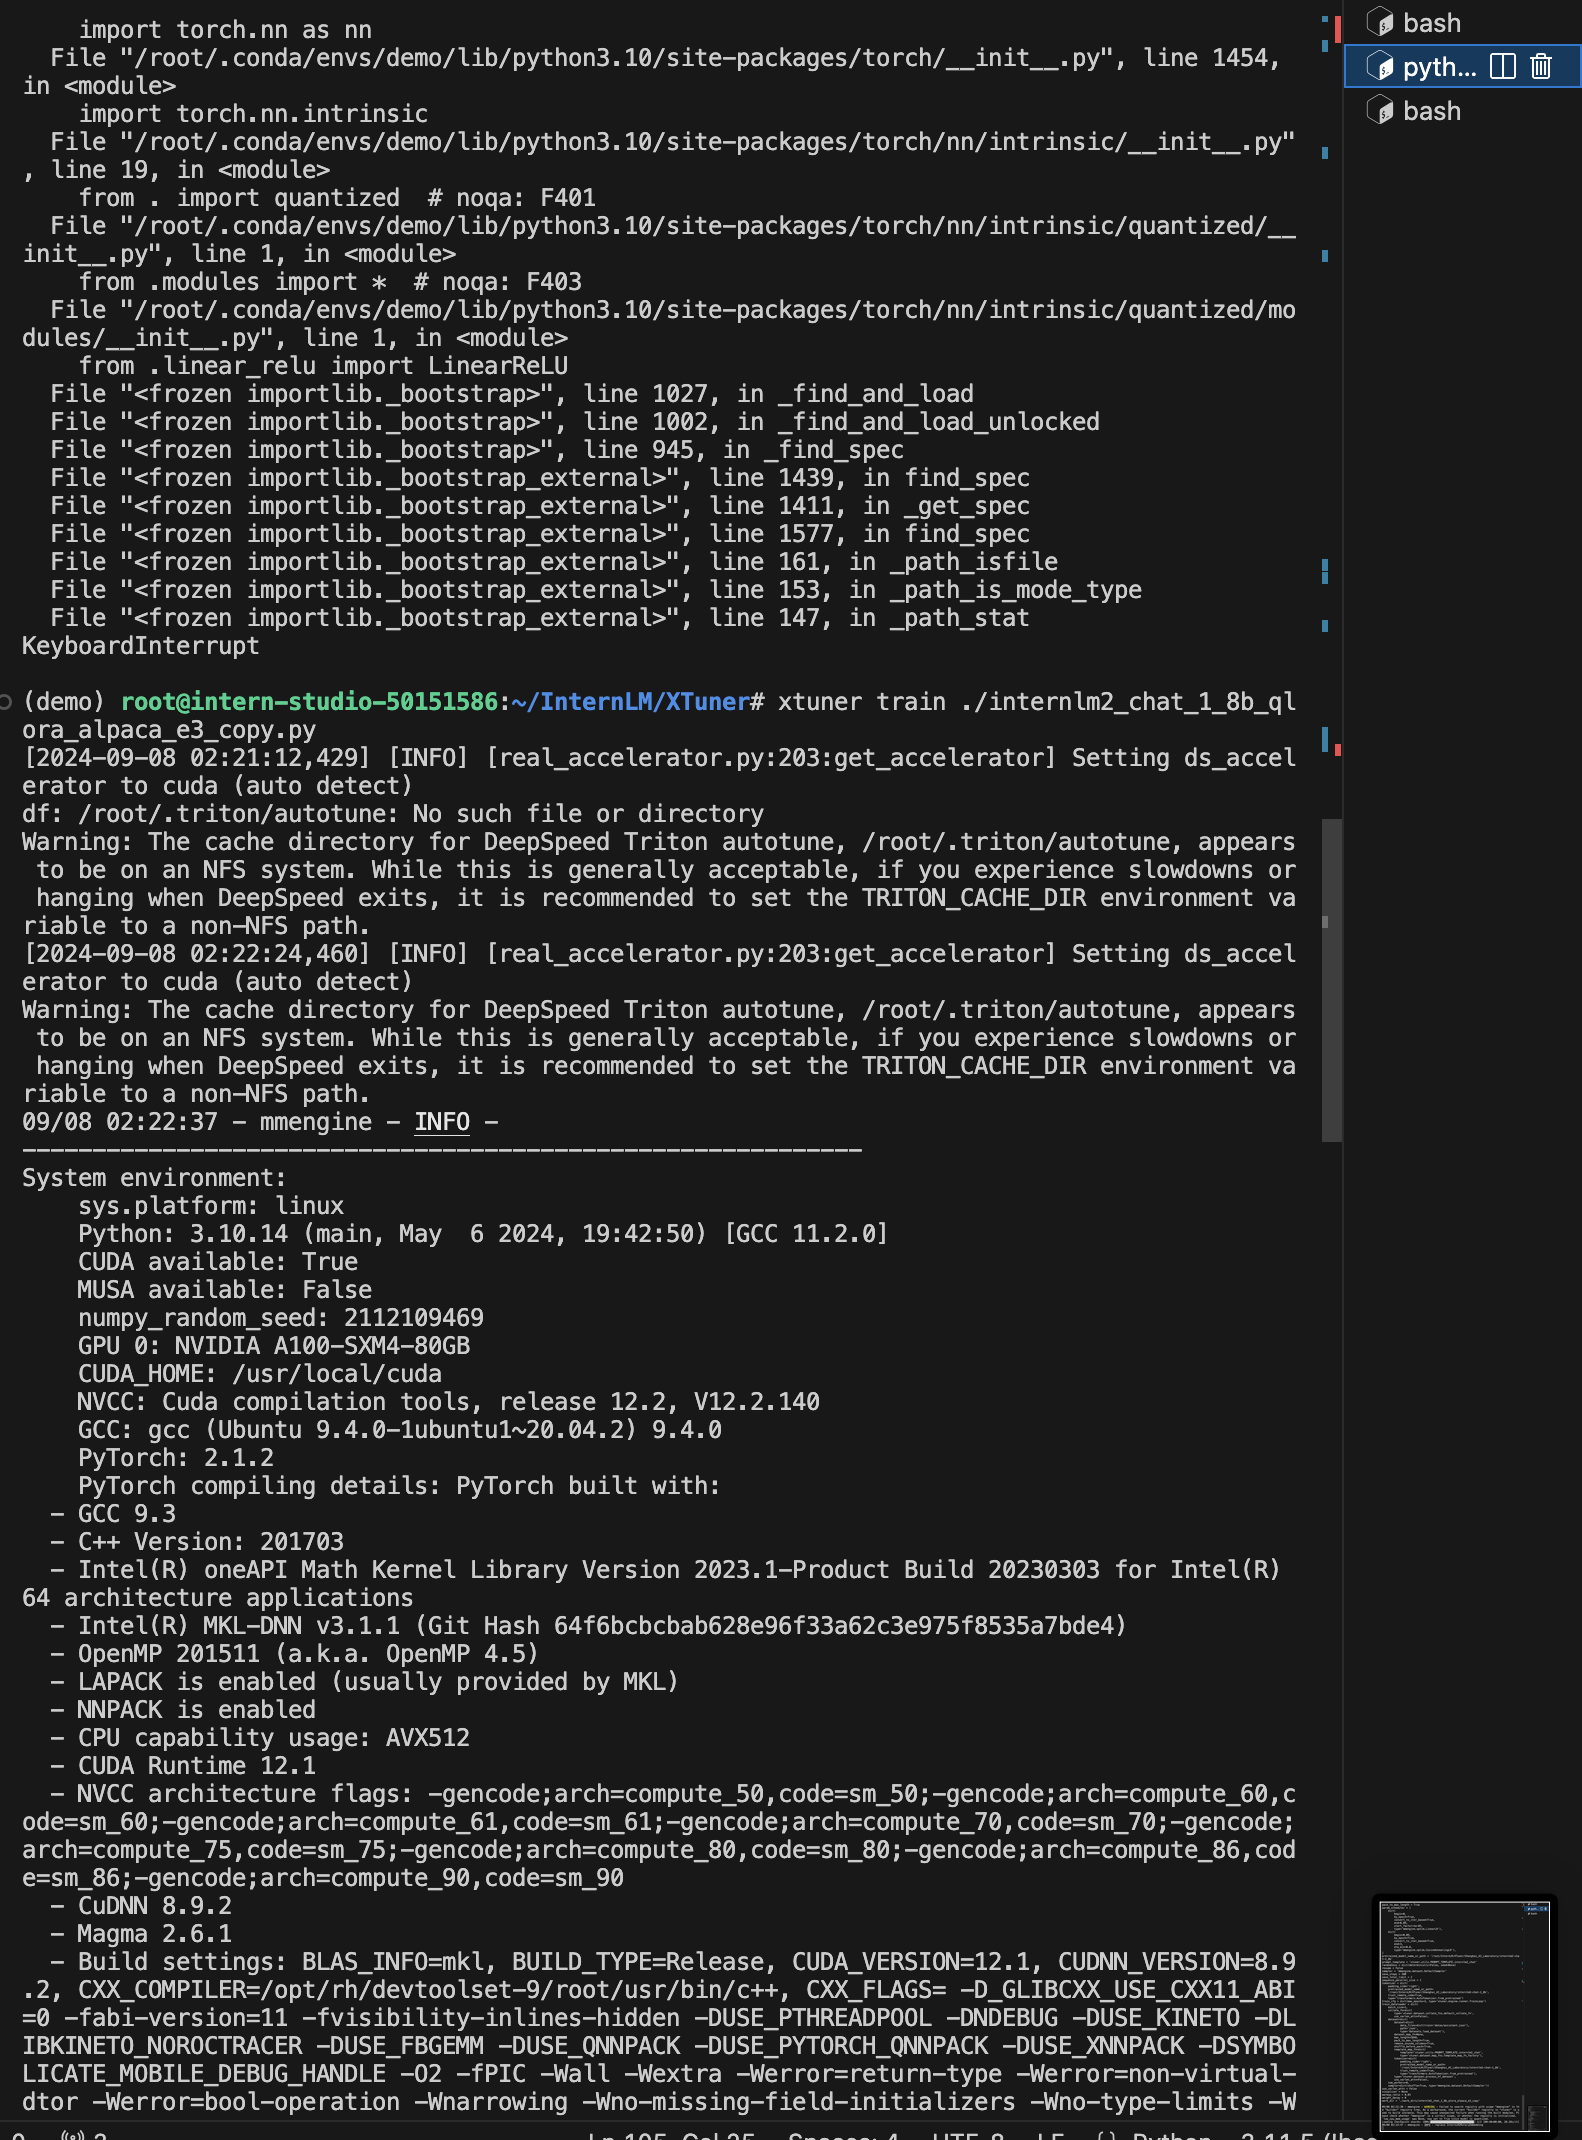 import torch.nn as nn
  File "/root/.conda/envs/demo/lib/python3.10/site-packages/torch/__init__.py", line 1454,
in <module>
    import torch.nn.intrinsic
  File "/root/.conda/envs/demo/lib/python3.10/site-packages/torch/nn/intrinsic/__init__.py"
, line 19, in <module>
    from . import quantized  # noqa: F401
  File "/root/.conda/envs/demo/lib/python3.10/site-packages/torch/nn/intrinsic/quantized/__
init__.py", line 1, in <module>
    from .modules import *  # noqa: F403
  File "/root/.conda/envs/demo/lib/python3.10/site-packages/torch/nn/intrinsic/quantized/mo
dules/__init__.py", line 1, in <module>
    from .linear_relu import LinearReLU
  File "<frozen importlib._bootstrap>", line 1027, in _find_and_load
  File "<frozen importlib._bootstrap>", line 1002, in _find_and_load_unlocked
  File "<frozen importlib._bootstrap>", line 945, in _find_spec
  File "<frozen importlib._bootstrap_external>", line 1439, in find_spec
  File "<frozen importlib._bootstrap_external>", line 1411, in _get_spec
  File "<frozen importlib._bootstrap_external>", line 1577, in find_spec
  File "<frozen importlib._bootstrap_external>", line 161, in _path_isfile
  File "<frozen importlib._bootstrap_external>", line 153, in _path_is_mode_type
  File "<frozen importlib._bootstrap_external>", line 147, in _path_stat
KeyboardInterrupt
(demo) root@intern-studio-50151586:~/InternLM/XTuner# xtuner train ./internlm2_chat_1_8b_ql
ora_alpaca_e3_copy.py
[2024-09-08 02:21:12,429] [INFO] [real_accelerator.py:203:get_accelerator] Setting ds_accel
erator to cuda (auto detect)
df: /root/.triton/autotune: No such file or directory
Warning: The cache directory for DeepSpeed Triton autotune, /root/.triton/autotune, appears
 to be on an NFS system. While this is generally acceptable, if you experience slowdowns or
 hanging when DeepSpeed exits, it is recommended to set the TRITON_CACHE_DIR environment va
riable to a non-NFS path.
[2024-09-08 02:22:24,460] [INFO] [real_accelerator.py:203:get_accelerator] Setting ds_accel
erator to cuda (auto detect)
Warning: The cache directory for DeepSpeed Triton autotune, /root/.triton/autotune, appears
 to be on an NFS system. While this is generally acceptable, if you experience slowdowns or
 hanging when DeepSpeed exits, it is recommended to set the TRITON_CACHE_DIR environment va
riable to a non-NFS path.
09/08 02:22:37 - mmengine - INFO -
------------------------------------------------------------
System environment:
    sys.platform: linux
    Python: 3.10.14 (main, May  6 2024, 19:42:50) [GCC 11.2.0]
    CUDA available: True
    MUSA available: False
    numpy_random_seed: 2112109469
    GPU 0: NVIDIA A100-SXM4-80GB
    CUDA_HOME: /usr/local/cuda
    NVCC: Cuda compilation tools, release 12.2, V12.2.140
    GCC: gcc (Ubuntu 9.4.0-1ubuntu1~20.04.2) 9.4.0
    PyTorch: 2.1.2
    PyTorch compiling details: PyTorch built with:
  - GCC 9.3
  - C++ Version: 201703
  - Intel(R) oneAPI Math Kernel Library Version 2023.1-Product Build 20230303 for Intel(R)
64 architecture applications
  - Intel(R) MKL-DNN v3.1.1 (Git Hash 64f6bcbcbab628e96f33a62c3e975f8535a7bde4)
  - OpenMP 201511 (a.k.a. OpenMP 4.5)
  - LAPACK is enabled (usually provided by MKL)
  - NNPACK is enabled
  - CPU capability usage: AVX512
  - CUDA Runtime 12.1
  - NVCC architecture flags: -gencode;arch=compute_50,code=sm_50;-gencode;arch=compute_60,c
ode=sm_60;-gencode;arch=compute_61,code=sm_61;-gencode;arch=compute_70,code=sm_70;-gencode;
arch=compute_75,code=sm_75;-gencode;arch=compute_80,code=sm_80;-gencode;arch=compute_86,cod
e=sm_86;-gencode;arch=compute_90,code=sm_90
  - CuDNN 8.9.2
  - Magma 2.6.1
  - Build settings: BLAS_INFO=mkl, BUILD_TYPE=Release, CUDA_VERSION=12.1, CUDNN_VERSION=8.9
.2, CXX_COMPILER=/opt/rh/devtoolset-9/root/usr/bin/c++, CXX_FLAGS= -D_GLIBCXX_USE_CXX11_ABI
=0 -fabi-version=11 -fvisibility-inlines-hidden -DUSE_PTHREADPOOL -DNDEBUG -DUSE_KINETO -DL
IBKINETO_NOROCTRACER -DUSE_FBGEMM -DUSE_QNNPACK -DUSE_PYTORCH_QNNPACK -DUSE_XNNPACK -DSYMBO
LICATE_MOBILE_DEBUG_HANDLE -O2 -fPIC -Wall -Wextra -Werror=return-type -Werror=non-virtual-
dtor -Werror=bool-operation -Wnarrowing -Wno-missing-field-initializers -Wno-type-limits -W
bash
pyth...
bash